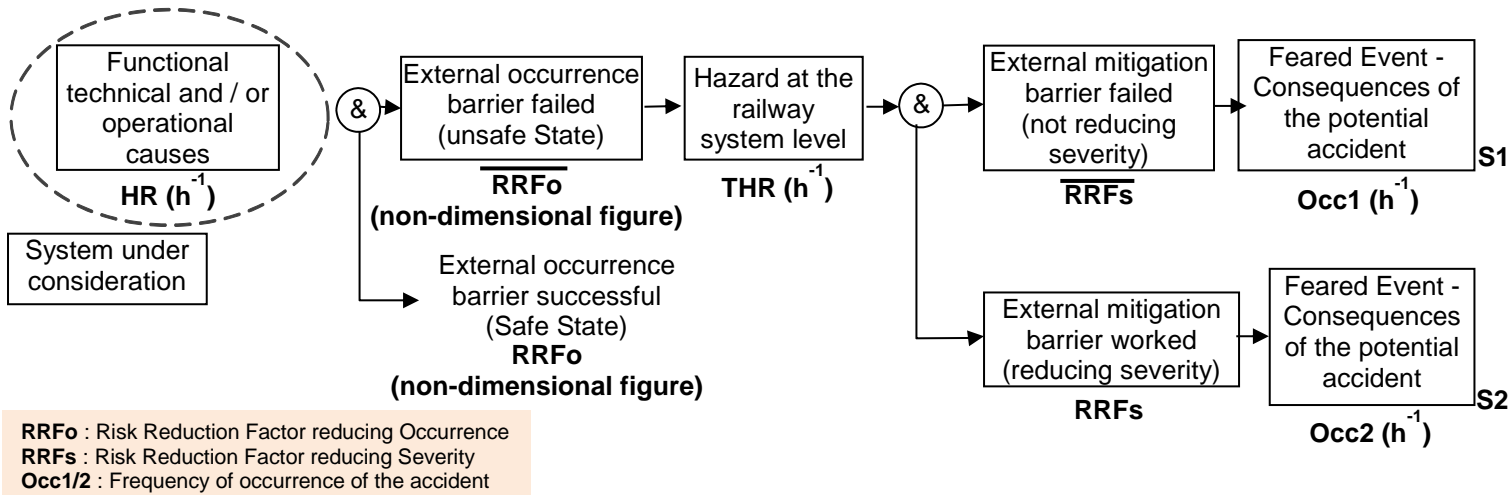 Functional
technical and / or
operational
causes
HR (h-1)
System under
consideration
&
External occurrence
barrier failed
(unsafe State)
RRFo
(non-dimensional figure)
External occurrence
barrier successful
(Safe State)
RRFo
(non-dimensional figure)
Hazard at the
railway
system level
THR (h-1)
&
External mitigation
barrier failed
(not reducing
severity)
RRFs
Feared Event -
Consequences of
the potential
accident
S1
Occ1 (h-1)
External mitigation
barrier worked
(reducing severity)
RRFs
Feared Event -
Consequences
of the potential
accident
S2
Occ2 (h-1)
RRFo : Risk Reduction Factor reducing Occurrence
RRFs : Risk Reduction Factor reducing Severity
Occ1/2 : Frequency of occurrence of the accident